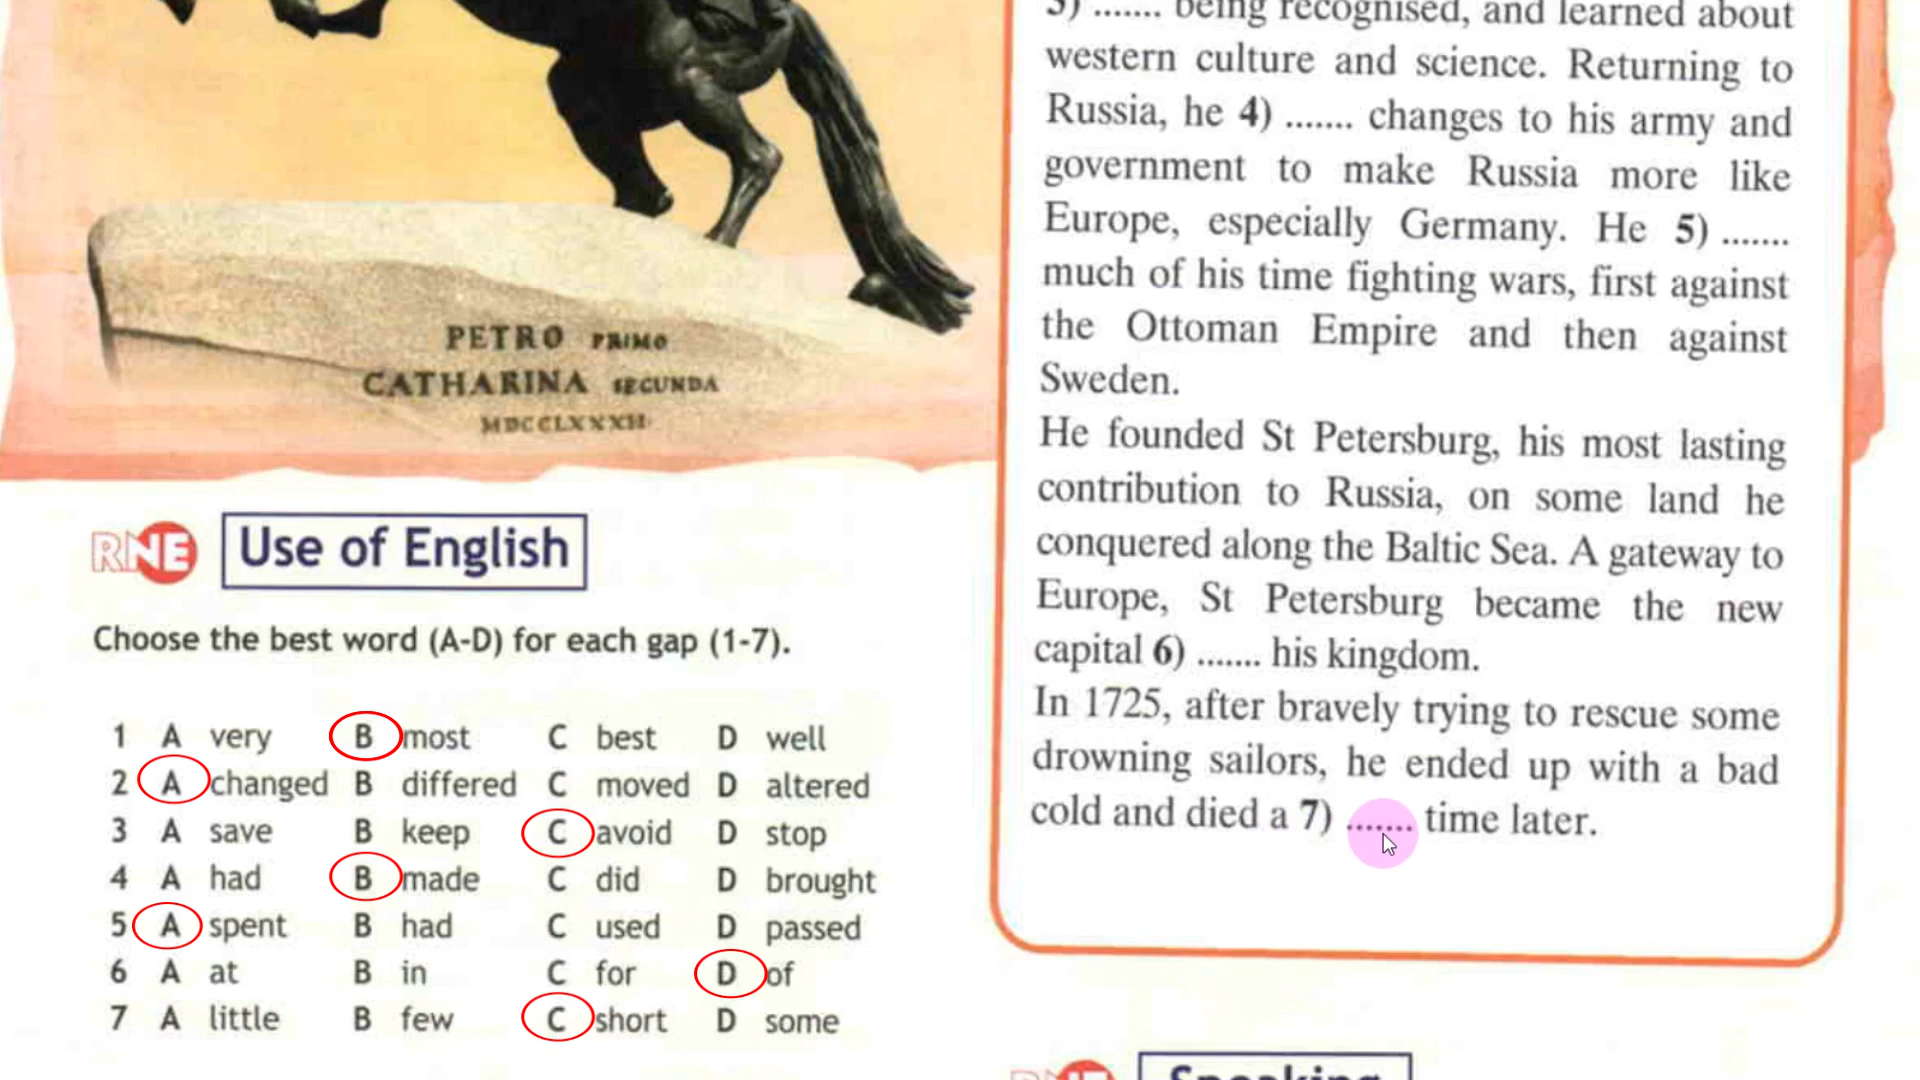 PETRO PRIMO
CATHARINA SECUNDA
MDCCLXXXII
RNE Use of English
Choose the best word (A-D) for each gap (1-7).
1 A very B most C best D well
2 A changed B differed C moved D altered
3 A save B keep C avoid D stop
4 A had B made C did D brought
5 A spent B had C used D passed
6 A at B in C for D of
7 A little B few C short D some
3) ....... being recognised, and learned about
western culture and science. Returning to
Russia, he 4) ....... changes to his army and
government to make Russia more like
Europe, especially Germany. He 5) .......
much of his time fighting wars, first against
the Ottoman Empire and then against
Sweden.
He founded St Petersburg, his most lasting
contribution to Russia, on some land he
conquered along the Baltic Sea. A gateway to
Europe, St Petersburg became the new
capital 6) ....... his kingdom.
In 1725, after bravely trying to rescue some
drowning sailors, he ended up with a bad
cold and died a 7) ....... time later.
RNE Speaking